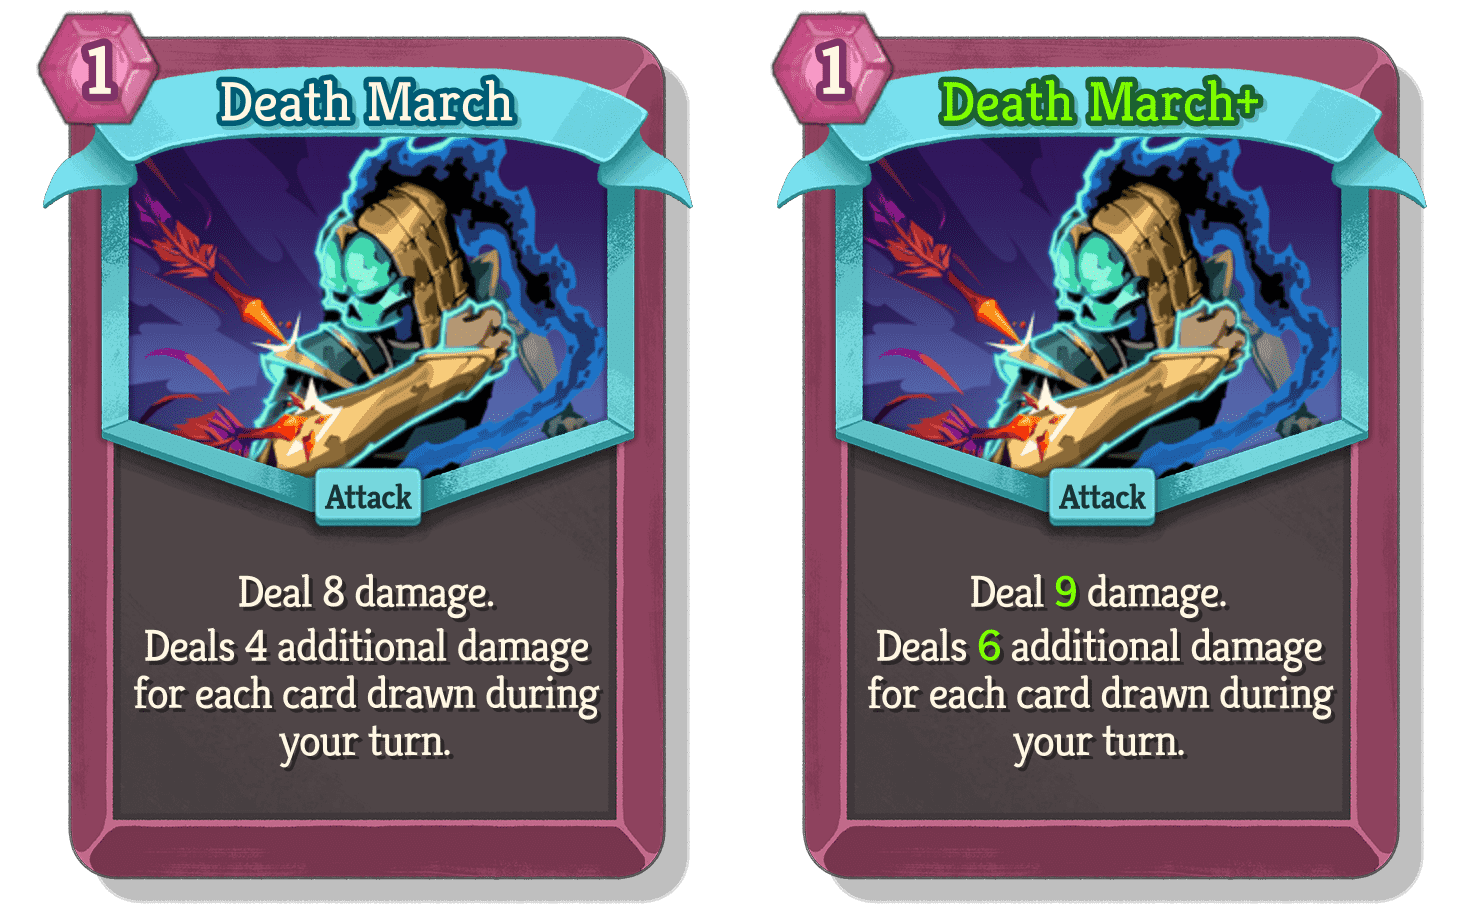 1
Death March
Attack
Deal 8 damage.
Deals 4 additional damage
for each card drawn during
your turn.
1
Death March+
Attack
Deal 9 damage.
Deals 6 additional damage
for each card drawn during
your turn.